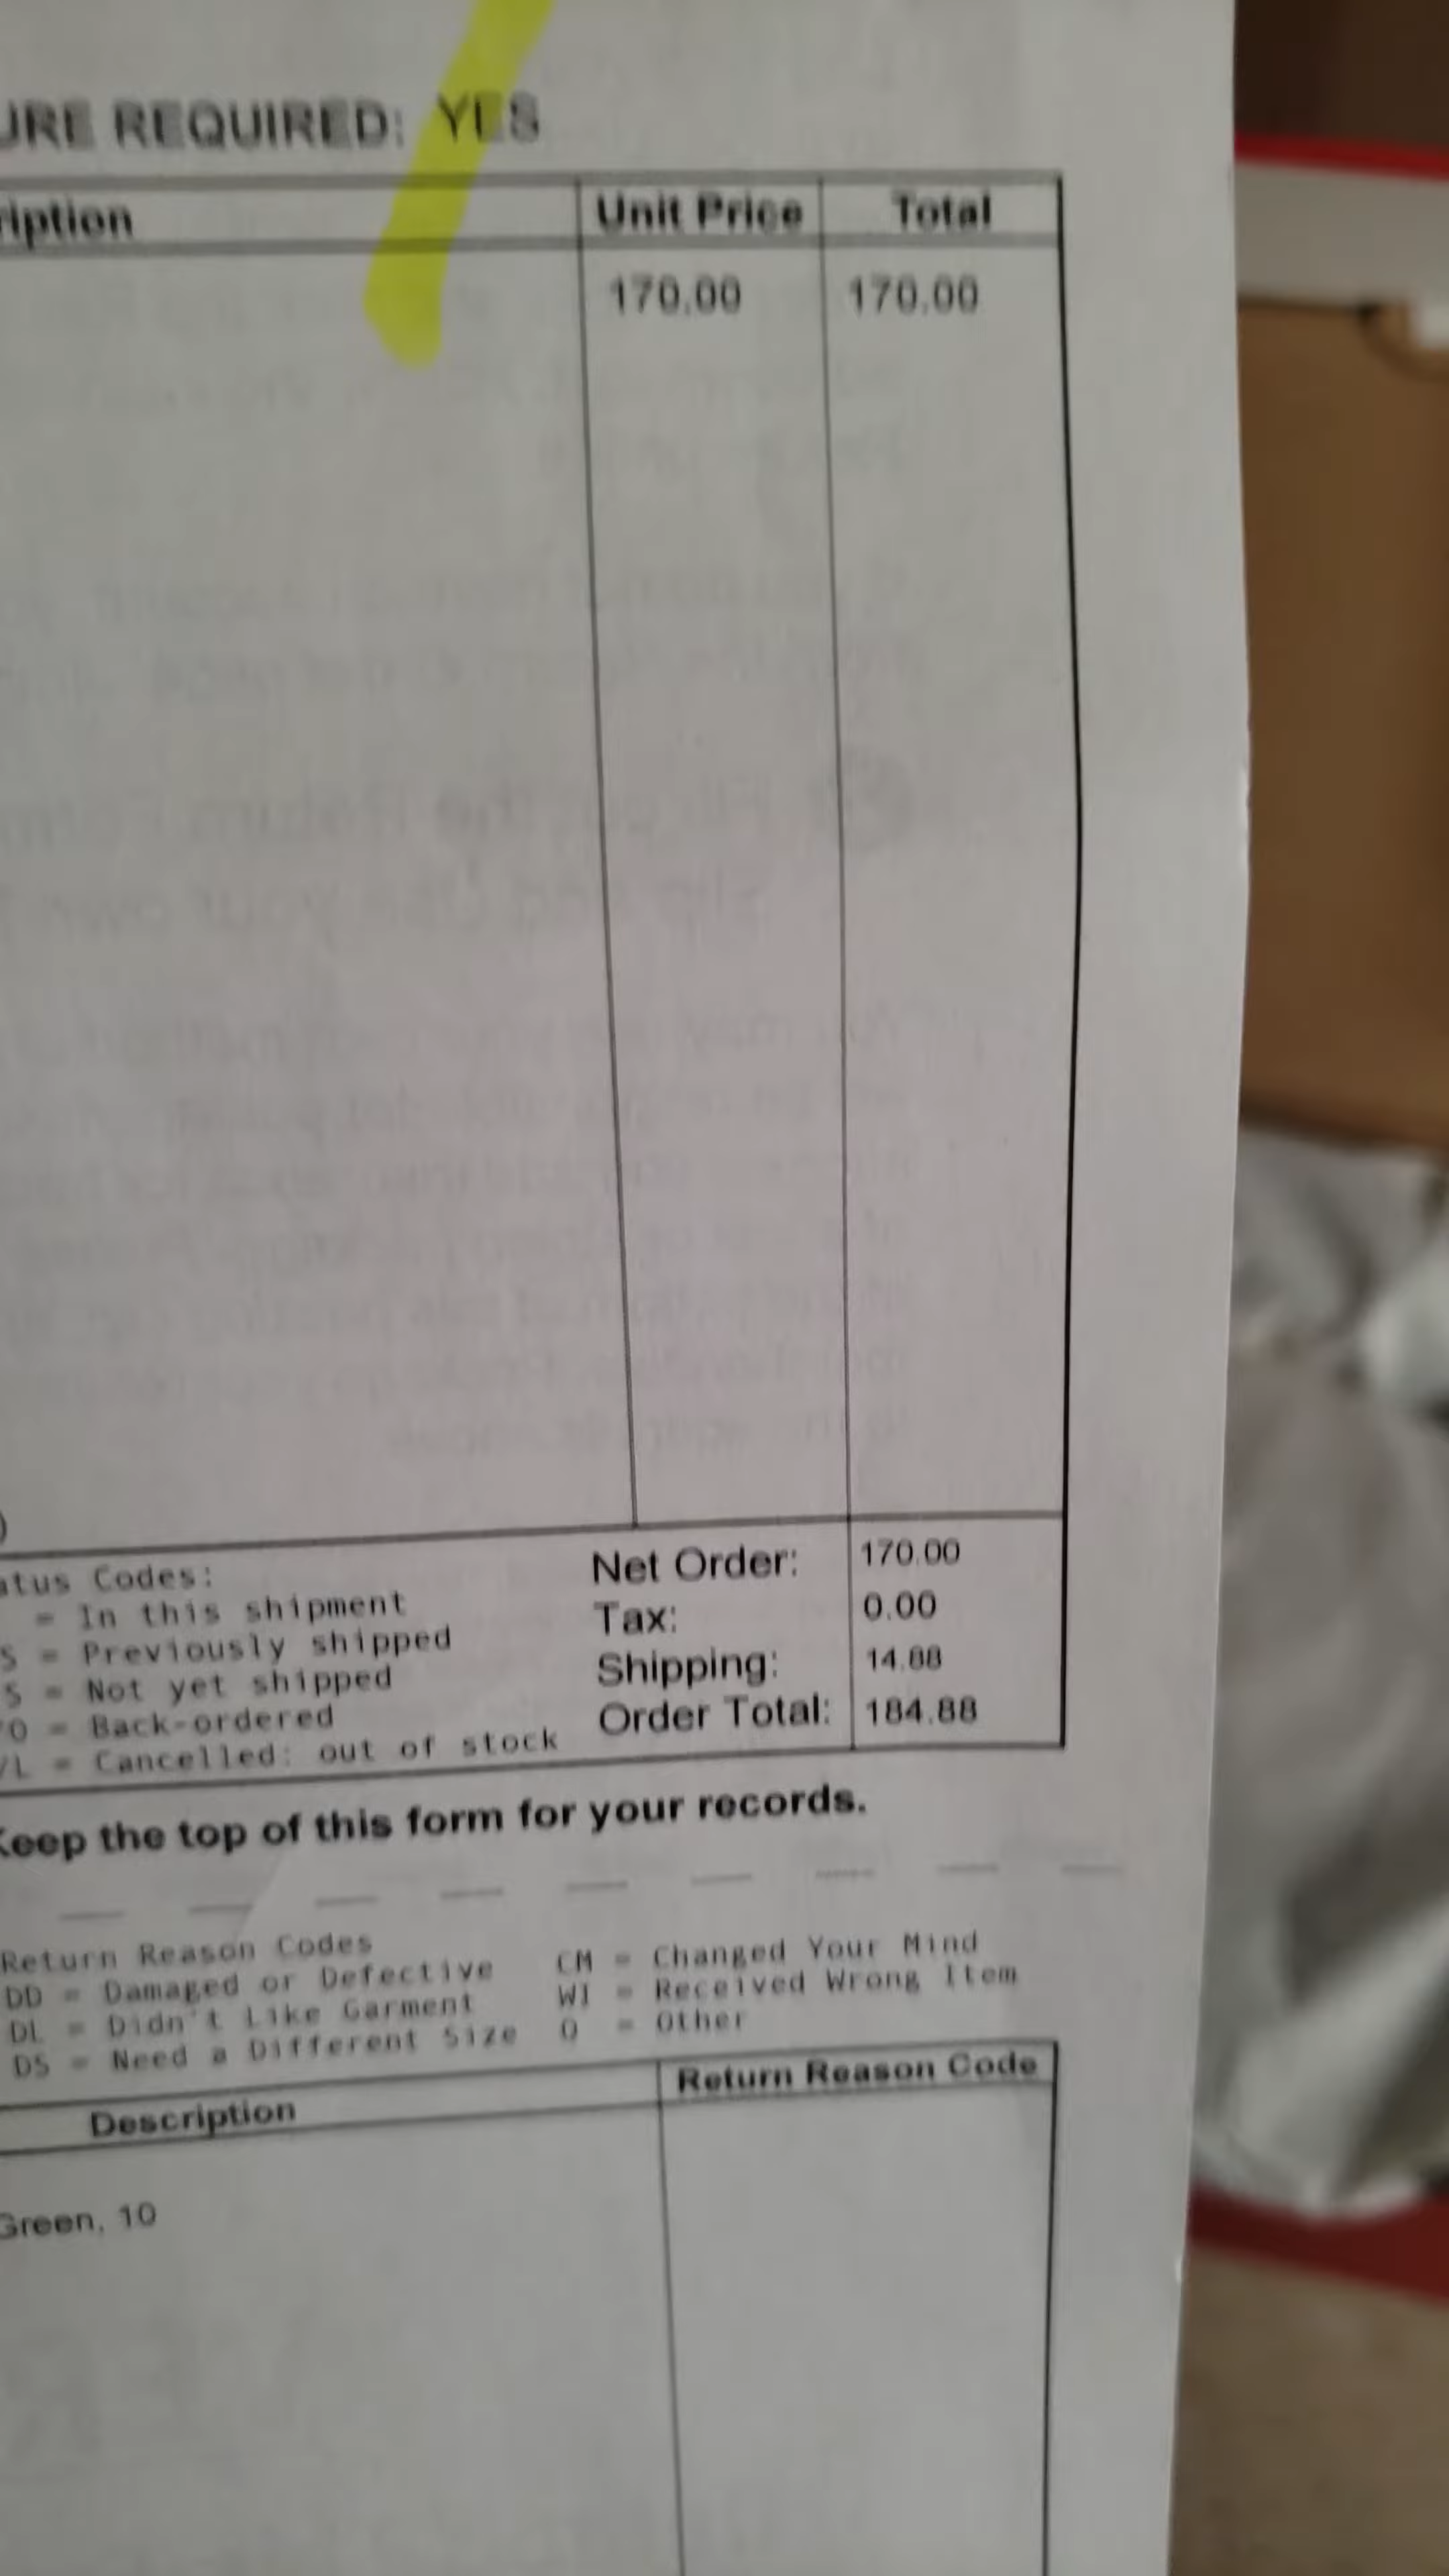 URE REQUIRED: YES
ription Unit Price Total
170.00 170.00
)
atus Codes:
= In this shipment
S = Previously shipped
S = Not yet shipped
O = Back-ordered
/L = Cancelled: out of stock
Net Order: 170.00
Tax: 0.00
Shipping: 14.88
Order Total: 184.88
Keep the top of this form for your records.
Return Reason Codes
DD = Damaged or Defective CM = Changed Your Mind
DL = Didn't Like Garment WI = Received Wrong Item
DS = Need a Different Size O = Other
Description Return Reason Code
Green, 10